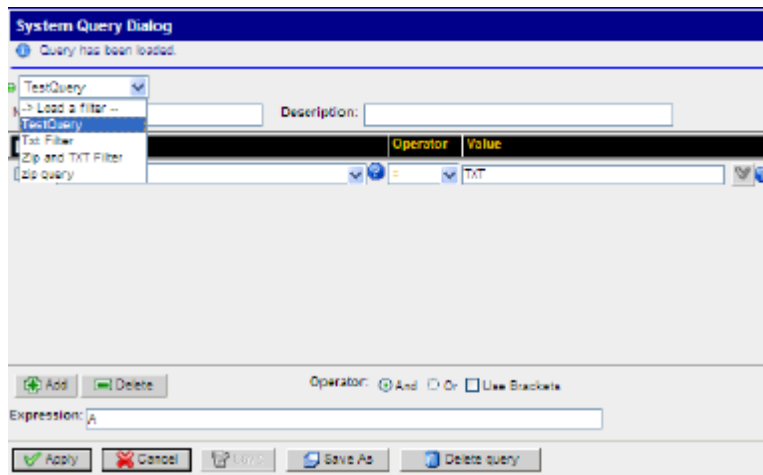 System Query Dialog
Query has been loaded.
TestQuery
-> Load a filter --
TestQuery
Txt Filter
Zip and TXT Filter
zip query
Description:
Operator Value
= TXT
Add Delete Operator: And Or Use Brackets
Expression: A
Apply Cancel Save As Delete query